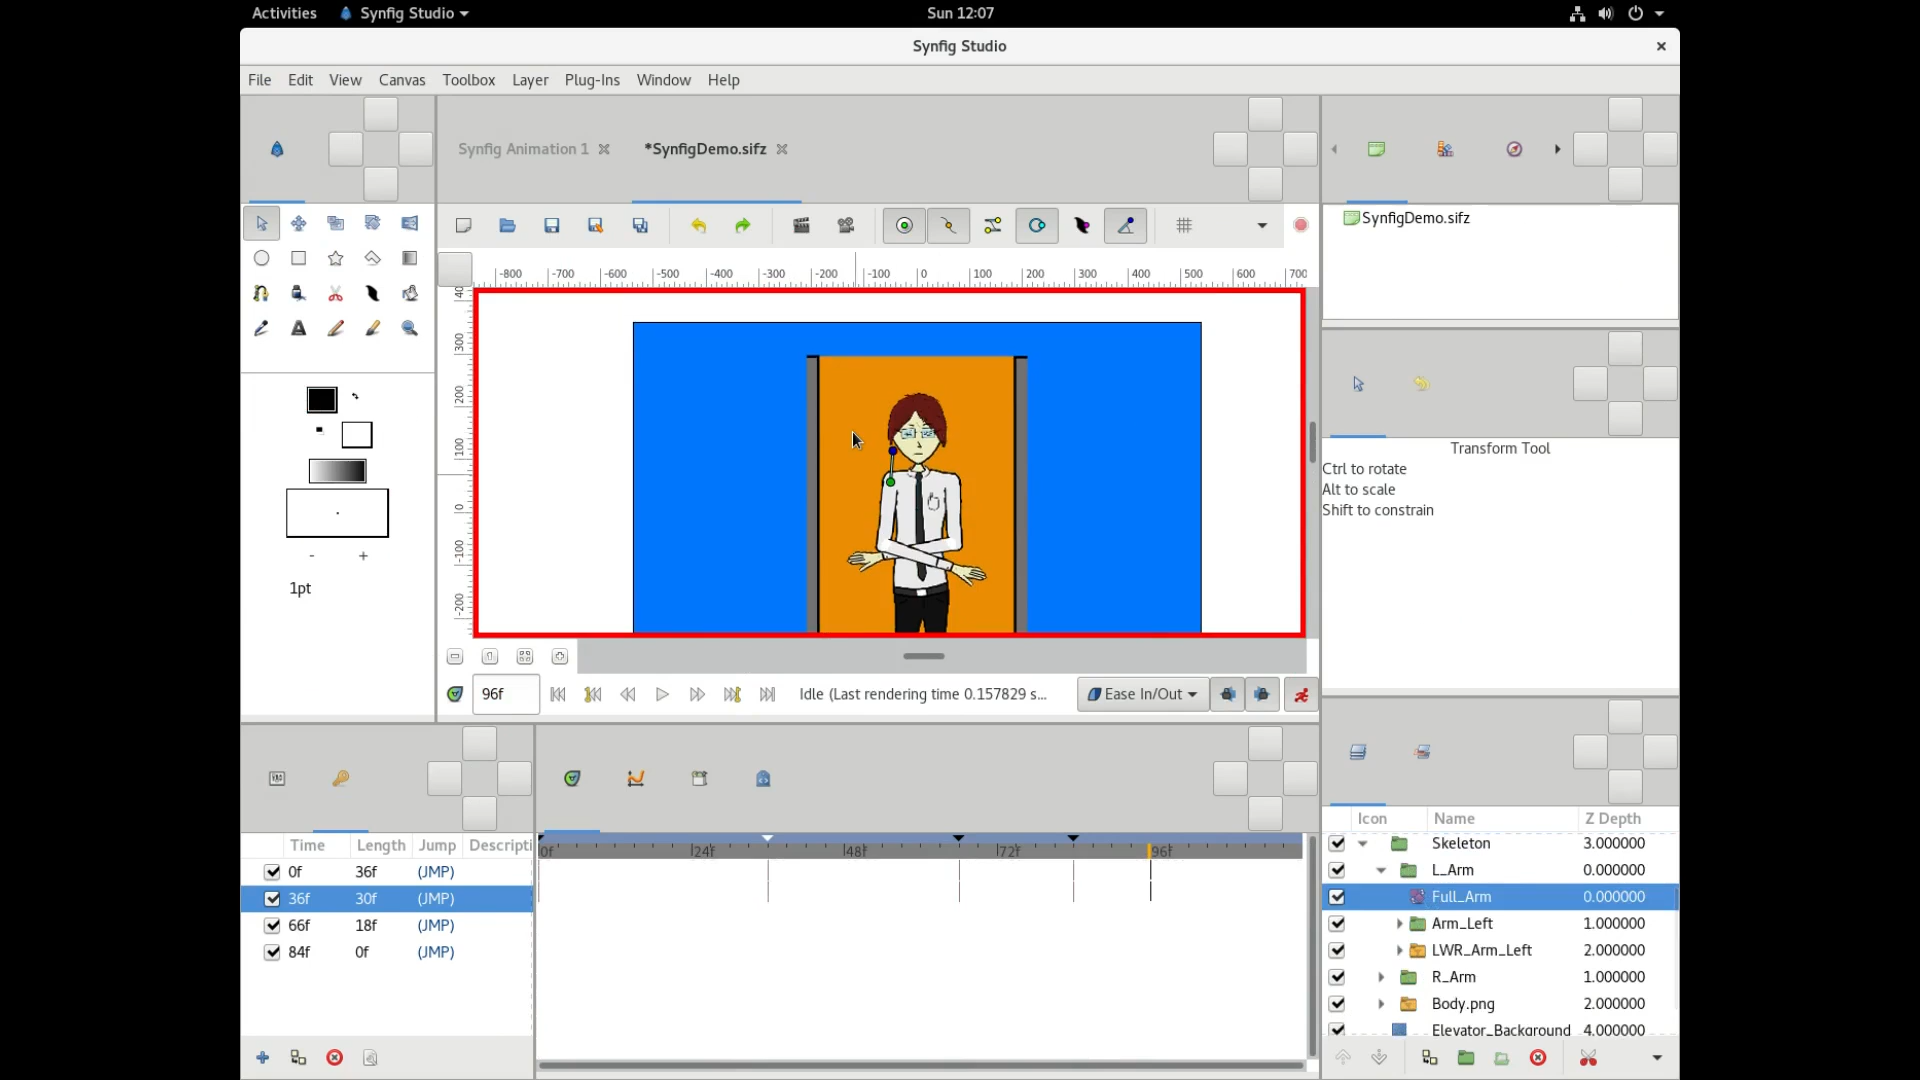 Activities Synfig Studio Sun 12:07
Synfig Studio
File Edit View Canvas Toolbox Layer Plug-Ins Window Help
Synfig Animation 1 *SynfigDemo.sifz
SynfigDemo.sifz
-800 -700 -600 -500 -400 -300 -200 -100 0 100 200 300 400 500 600 700
40
300
200
100
0
-100
-200
Transform Tool
Ctrl to rotate
Alt to scale
Shift to constrain
- +
1pt
96f Idle (Last rendering time 0.157829 s... Ease In/Out
Icon Name Z Depth
Time Length Jump Descripti
0f 24f 48f 72f 96f
0f 36f (JMP)
36f 30f (JMP)
66f 18f (JMP)
84f 0f (JMP)
Skeleton 3.000000
L_Arm 0.000000
Full_Arm 0.000000
Arm_Left 1.000000
LWR_Arm_Left 2.000000
R_Arm 1.000000
Body.png 2.000000
Elevator_Background 4.000000